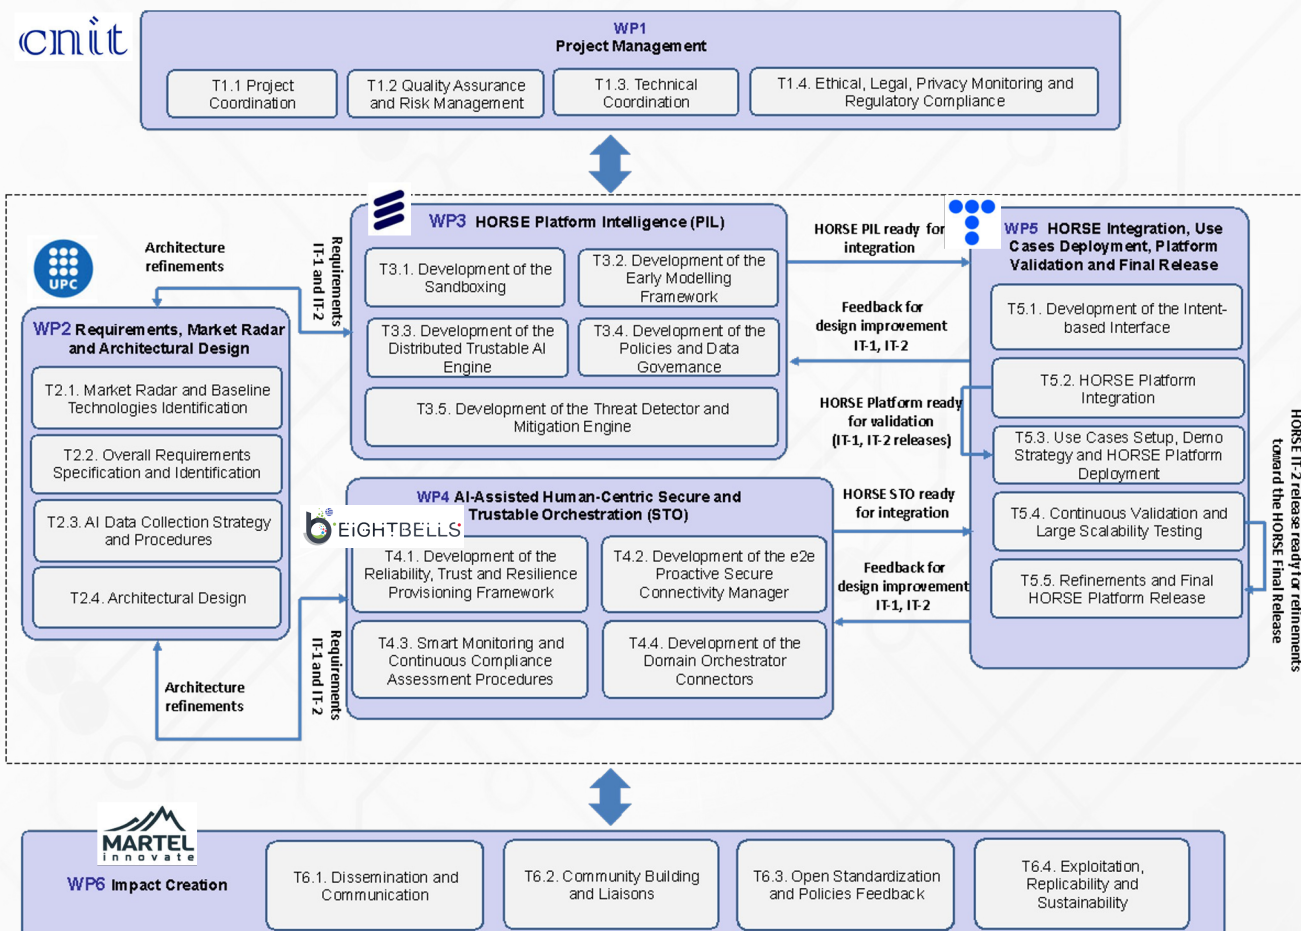 cnit
WP1
Project Management
T1.1 Project
Coordination
T1.2 Quality Assurance
and Risk Management
T1.3. Technical
Coordination
T1.4. Ethical, Legal, Privacy Monitoring and
Regulatory Compliance
UPC
Architecture
refinements
WP2 Requirements, Market Radar
and Architectural Design
T2.1. Market Radar and Baseline
Technologies Identification
T2.2. Overall Requirements
Specification and Identification
T2.3. AI Data Collection Strategy
and Procedures
T2.4. Architectural Design
Architecture
refinements
Requirements
IT-1 and IT-2
WP3 HORSE Platform Intelligence (PIL)
T3.1. Development of the
Sandboxing
T3.2. Development of the
Early Modelling
Framework
T3.3. Development of the
Distributed Trustable AI
Engine
T3.4. Development of the
Policies and Data
Governance
T3.5. Development of the Threat Detector and
Mitigation Engine
Requirements
IT-1 and IT-2
WP4 AI-Assisted Human-Centric Secure and
Trustable Orchestration (STO)
EiGHTBELLS
T4.1. Development of the
Reliability, Trust and Resilience
Provisioning Framework
T4.2. Development of the e2e
Proactive Secure
Connectivity Manager
T4.3. Smart Monitoring and
Continuous Compliance
Assessment Procedures
T4.4. Development of the
Domain Orchestrator
Connectors
HORSE PIL ready for
integration
Feedback for
design improvement
IT-1, IT-2
HORSE Platform ready
for validation
(IT-1, IT-2 releases)
HORSE STO ready
for integration
Feedback for
design improvement
IT-1, IT-2
WP5 HORSE Integration, Use
Cases Deployment, Platform
Validation and Final Release
T5.1. Development of the Intent-
based Interface
T5.2. HORSE Platform
Integration
T5.3. Use Cases Setup, Demo
Strategy and HORSE Platform
Deployment
T5.4. Continuous Validation and
Large Scalability Testing
T5.5. Refinements and Final
HORSE Platform Release
HORSE IT-2 release ready for refinements
toward the HORSE Final Release
MARTEL
innovate
WP6 Impact Creation
T6.1. Dissemination and
Communication
T6.2. Community Building
and Liaisons
T6.3. Open Standardization
and Policies Feedback
T6.4. Exploitation,
Replicability and
Sustainability